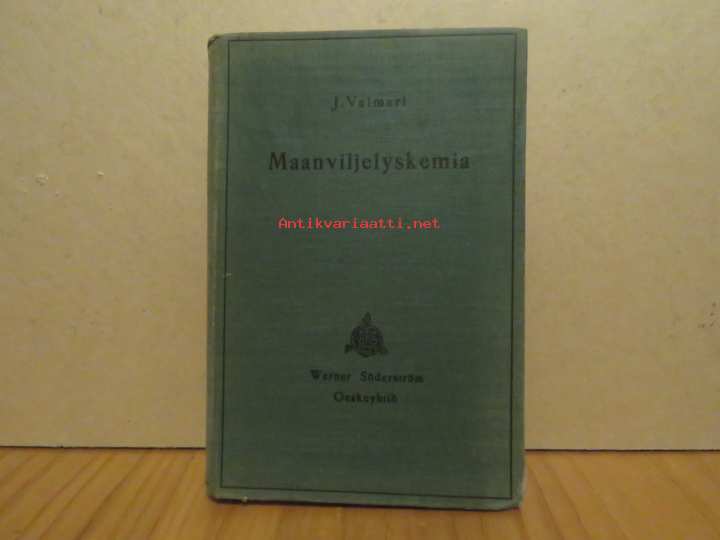 J. Valmari
Maanviljelyskemia
Antikvariaatti.net
Werner Söderström
Osakeyhtiö